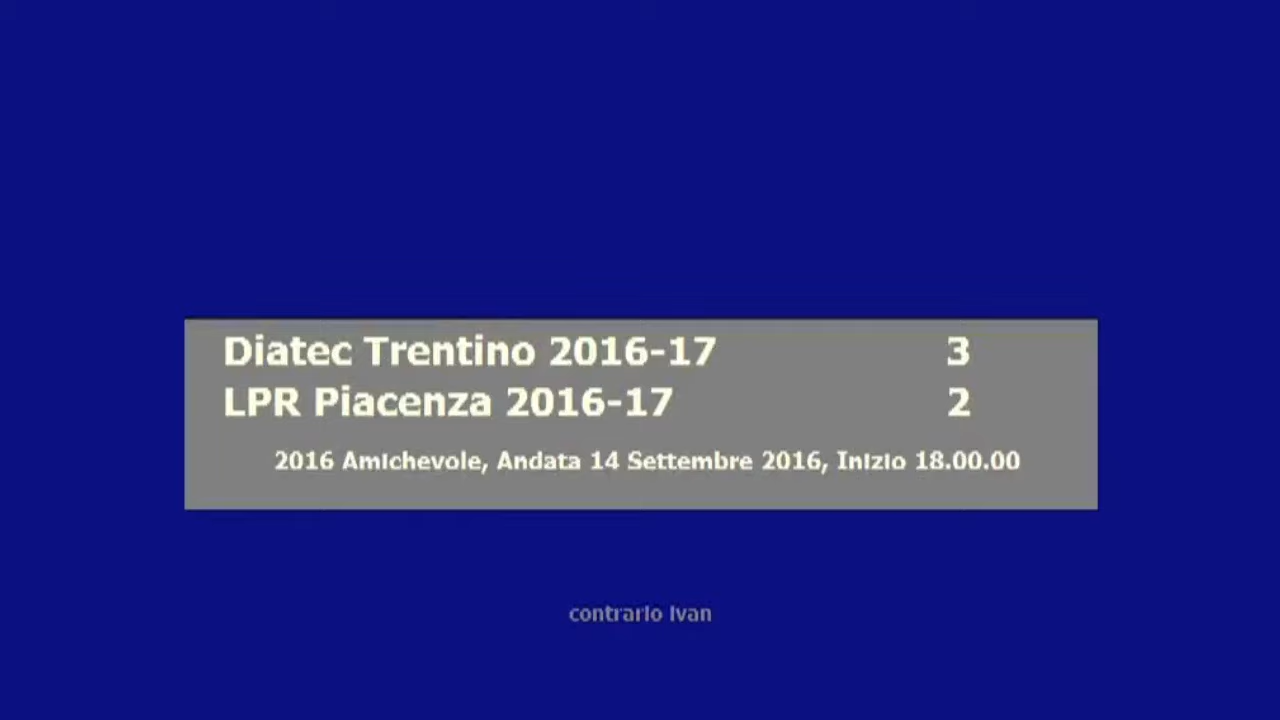 Diatec Trentino 2016-17 3
LPR Piacenza 2016-17 2
2016 Amichevole, Andata 14 Settembre 2016, Inizio 18.00.00
contrario ivan